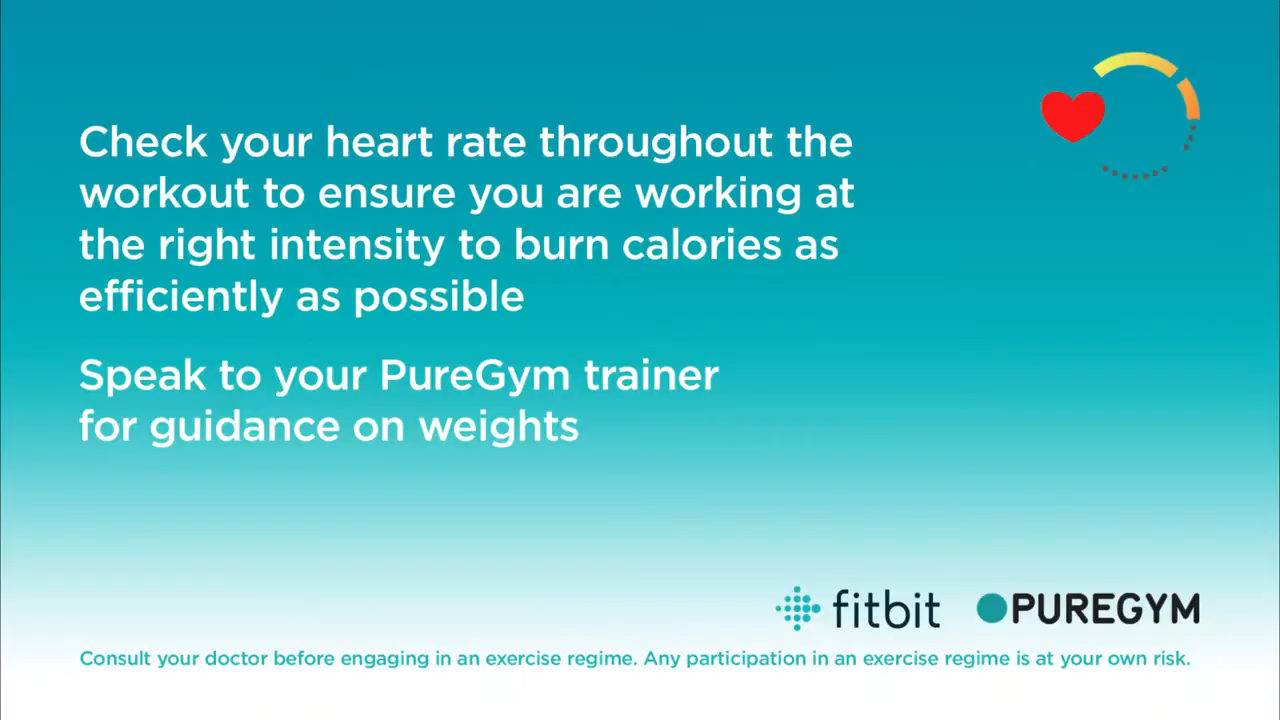 Check your heart rate throughout the
workout to ensure you are working at
the right intensity to burn calories as
efficiently as possible
Speak to your PureGym trainer
for guidance on weights
fitbit PUREGYM
Consult your doctor before engaging in an exercise regime. Any participation in an exercise regime is at your own risk.